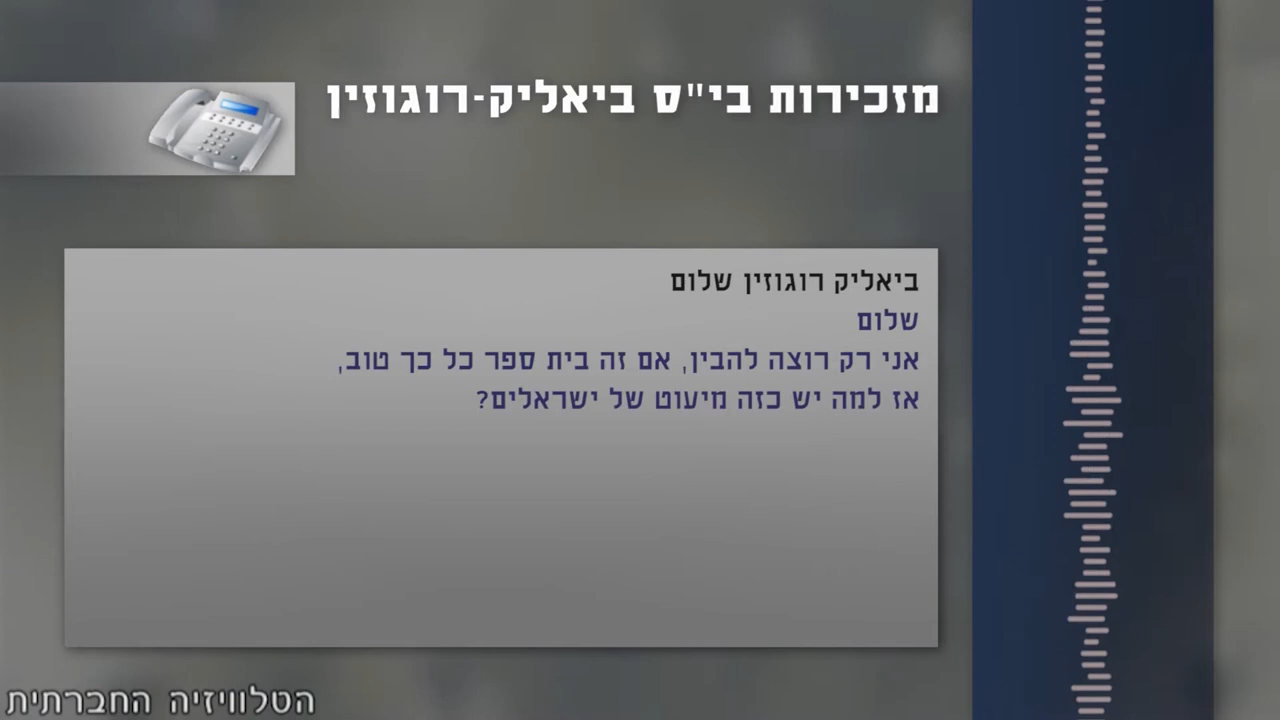 מזכירות בי"ס ביאליק-רוגוזין
ביאליק רוגוזין שלום
שלום
אני רק רוצה להבין, אם זה בית ספר כל כך טוב,
אז למה יש כזה מיעוט של ישראלים?
הטלוויזיה החברתית